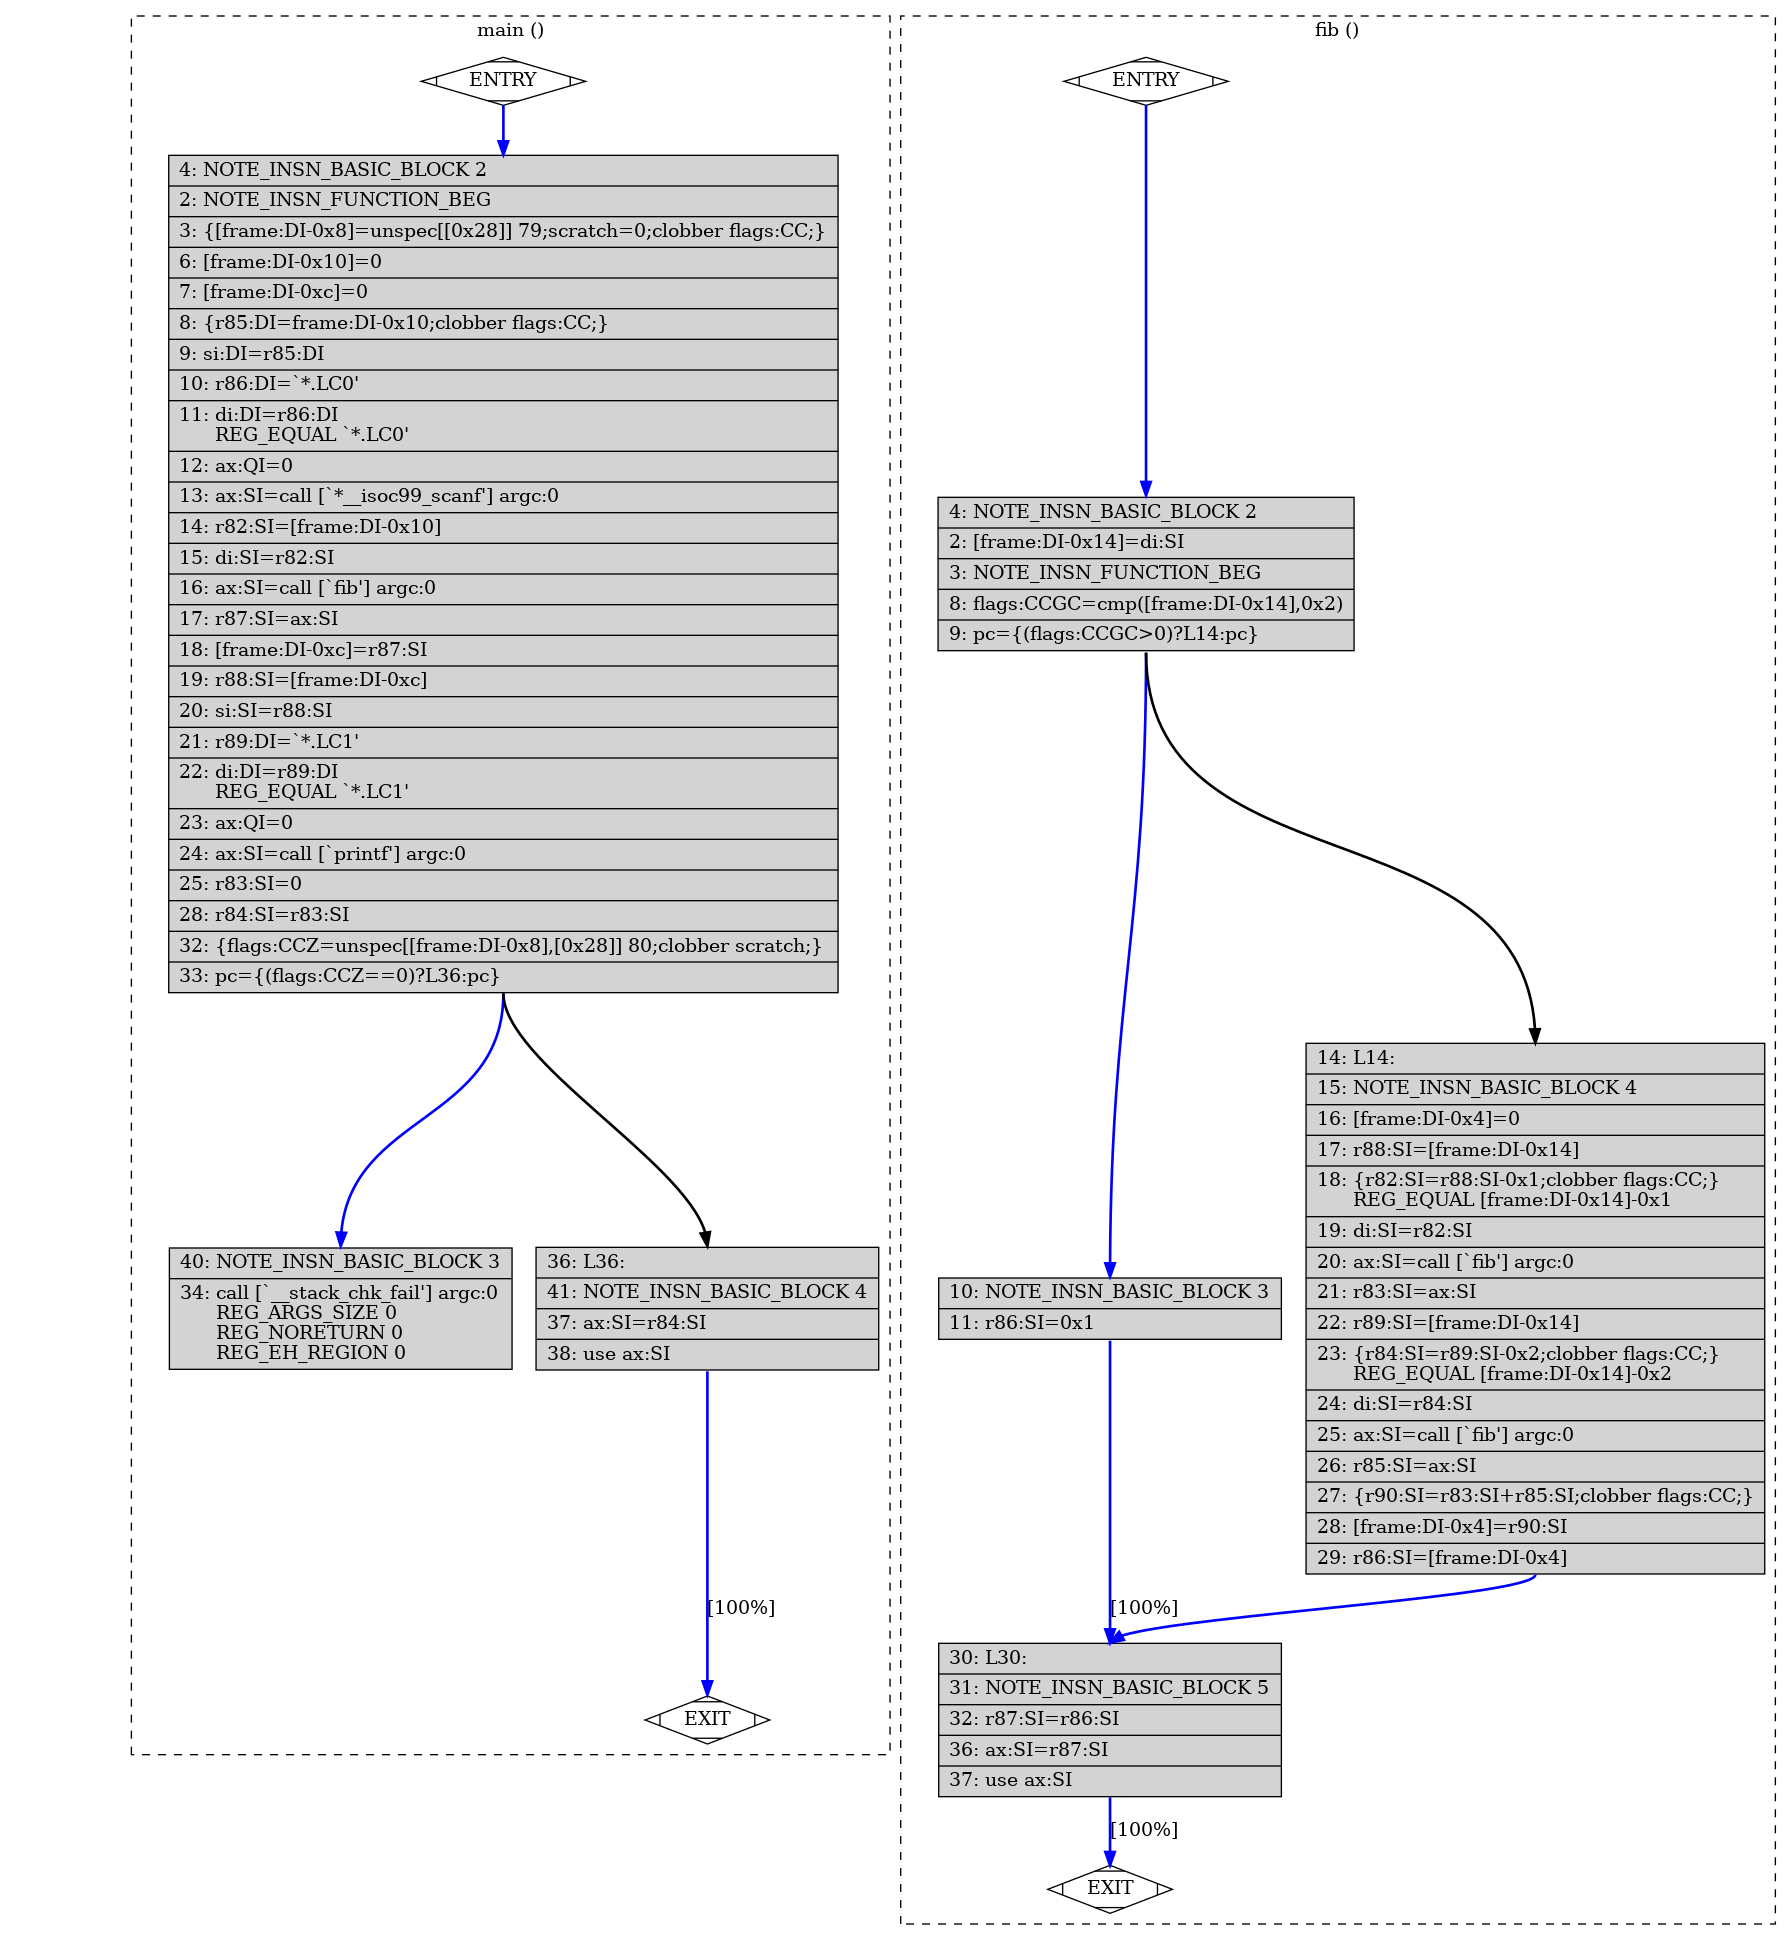 main ()
ENTRY
4: NOTE_INSN_BASIC_BLOCK 2
2: NOTE_INSN_FUNCTION_BEG
3: {[frame:DI-0x8]=unspec[[0x28]] 79;scratch=0;clobber flags:CC;}
6: [frame:DI-0x10]=0
7: [frame:DI-0xc]=0
8: {r85:DI=frame:DI-0x10;clobber flags:CC;}
9: si:DI=r85:DI
10: r86:DI=`*.LC0'
11: di:DI=r86:DI
REG_EQUAL `*.LC0'
12: ax:QI=0
13: ax:SI=call [`*__isoc99_scanf'] argc:0
14: r82:SI=[frame:DI-0x10]
15: di:SI=r82:SI
16: ax:SI=call [`fib'] argc:0
17: r87:SI=ax:SI
18: [frame:DI-0xc]=r87:SI
19: r88:SI=[frame:DI-0xc]
20: si:SI=r88:SI
21: r89:DI=`*.LC1'
22: di:DI=r89:DI
REG_EQUAL `*.LC1'
23: ax:QI=0
24: ax:SI=call [`printf'] argc:0
25: r83:SI=0
28: r84:SI=r83:SI
32: {flags:CCZ=unspec[[frame:DI-0x8],[0x28]] 80;clobber scratch;}
33: pc={(flags:CCZ==0)?L36:pc}
40: NOTE_INSN_BASIC_BLOCK 3
34: call [`__stack_chk_fail'] argc:0
REG_ARGS_SIZE 0
REG_NORETURN 0
REG_EH_REGION 0
36: L36:
41: NOTE_INSN_BASIC_BLOCK 4
37: ax:SI=r84:SI
38: use ax:SI
[100%]
EXIT
fib ()
ENTRY
4: NOTE_INSN_BASIC_BLOCK 2
2: [frame:DI-0x14]=di:SI
3: NOTE_INSN_FUNCTION_BEG
8: flags:CCGC=cmp([frame:DI-0x14],0x2)
9: pc={(flags:CCGC>0)?L14:pc}
10: NOTE_INSN_BASIC_BLOCK 3
11: r86:SI=0x1
14: L14:
15: NOTE_INSN_BASIC_BLOCK 4
16: [frame:DI-0x4]=0
17: r88:SI=[frame:DI-0x14]
18: {r82:SI=r88:SI-0x1;clobber flags:CC;}
REG_EQUAL [frame:DI-0x14]-0x1
19: di:SI=r82:SI
20: ax:SI=call [`fib'] argc:0
21: r83:SI=ax:SI
22: r89:SI=[frame:DI-0x14]
23: {r84:SI=r89:SI-0x2;clobber flags:CC;}
REG_EQUAL [frame:DI-0x14]-0x2
24: di:SI=r84:SI
25: ax:SI=call [`fib'] argc:0
26: r85:SI=ax:SI
27: {r90:SI=r83:SI+r85:SI;clobber flags:CC;}
28: [frame:DI-0x4]=r90:SI
29: r86:SI=[frame:DI-0x4]
[100%]
30: L30:
31: NOTE_INSN_BASIC_BLOCK 5
32: r87:SI=r86:SI
36: ax:SI=r87:SI
37: use ax:SI
[100%]
EXIT